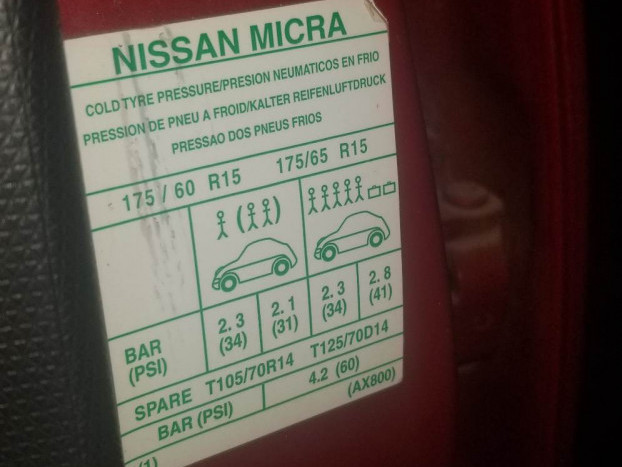 NISSAN MICRA
COLD TYRE PRESSURE/PRESION NEUMATICOS EN FRIO
PRESSION DE PNEU A FROID/KALTER REIFENLUFTDRUCK
PRESSAO DOS PNEUS FRIOS
175 / 60 R15 175/65 R15
BAR 2. 3 2. 1 2. 3 2. 8
(PSI) (34) (31) (34) (41)
SPARE T105/70R14 T125/70D14
BAR (PSI) 4.2 (60)
(1) (AX800)